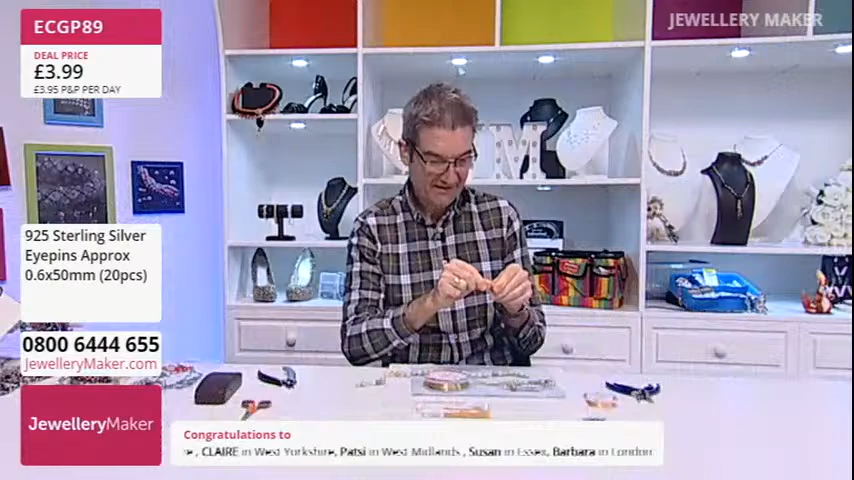 ECGP89
DEAL PRICE
£3.99
£3.95 P&P PER DAY
JEWELLERY MAKER
925 Sterling Silver
Eyepins Approx
0.6x50mm (20pcs)
0800 6444 655
JewelleryMaker.com
JewelleryMaker
Congratulations to
, CLAIRE in West Yorkshire, Patsi in West Midlands , Susan in Essex, Barbara in London
M